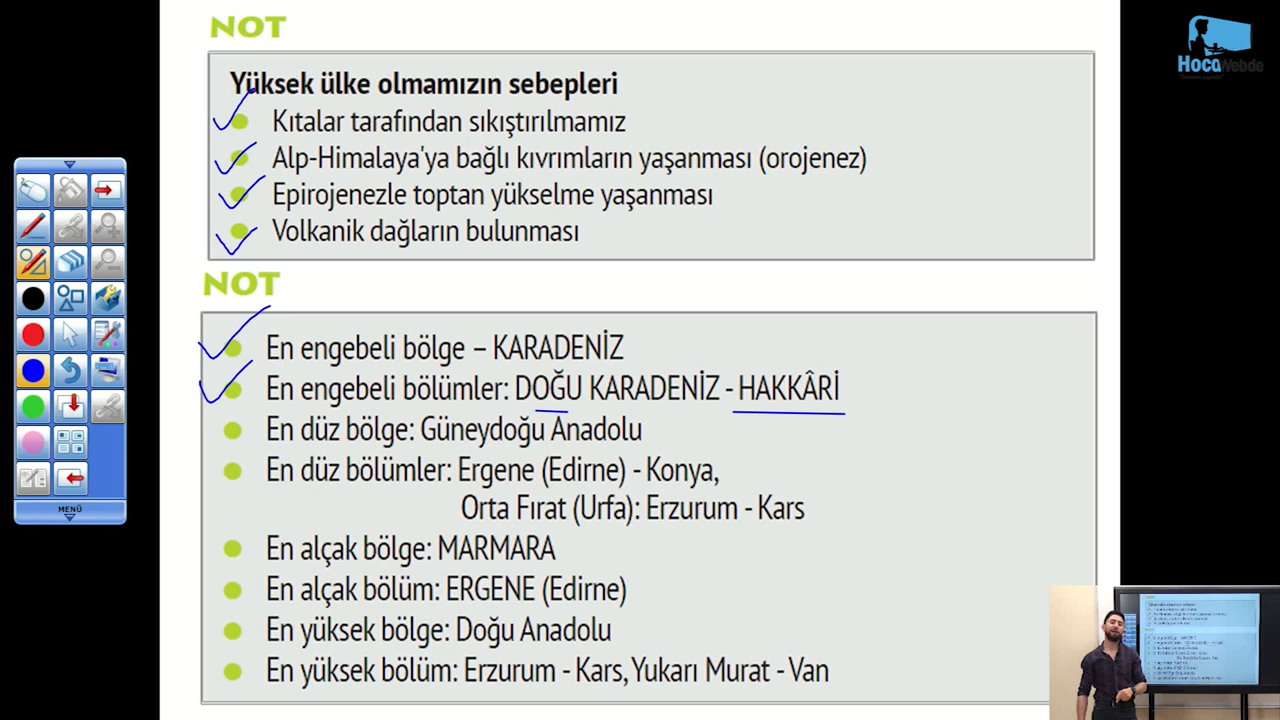 NOT
HocaWebde
Yüksek ülke olmamızın sebepleri
Kıtalar tarafından sıkıştırılmamız
Alp-Himalaya'ya bağlı kıvrımların yaşanması (orojenez)
Epirojenezle toptan yükselme yaşanması
Volkanik dağların bulunması
NOT
En engebeli bölge – KARADENİZ
En engebeli bölümler: DOĞU KARADENİZ - HAKKÂRİ
En düz bölge: Güneydoğu Anadolu
En düz bölümler: Ergene (Edirne) - Konya,
Orta Fırat (Urfa): Erzurum - Kars
En alçak bölge: MARMARA
En alçak bölüm: ERGENE (Edirne)
En yüksek bölge: Doğu Anadolu
En yüksek bölüm: Erzurum - Kars, Yukarı Murat - Van
MENÜ